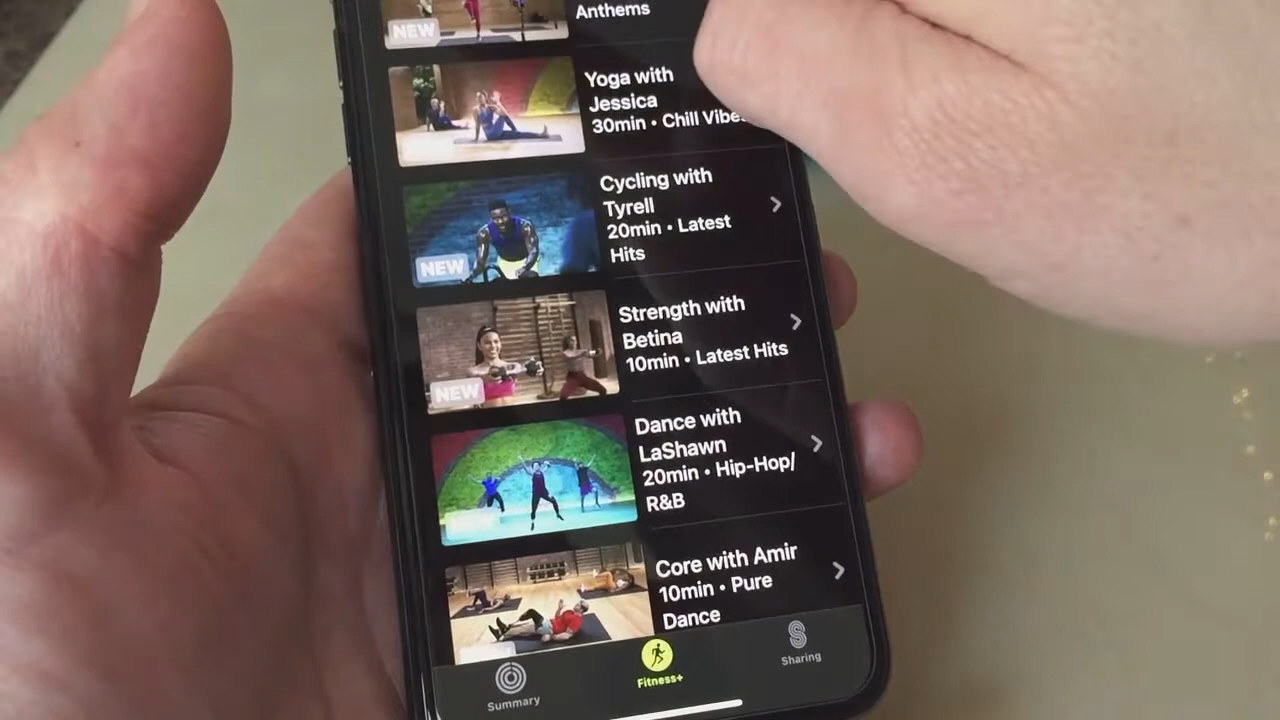 Anthems
NEW
Yoga with
Jessica
30min • Chill Vibes
Cycling with
Tyrell
20min • Latest
Hits
NEW
Strength with
Betina
10min • Latest Hits
NEW
Dance with
LaShawn
20min • Hip-Hop/
R&B
Core with Amir
10min • Pure
Dance
Summary
Fitness+
Sharing